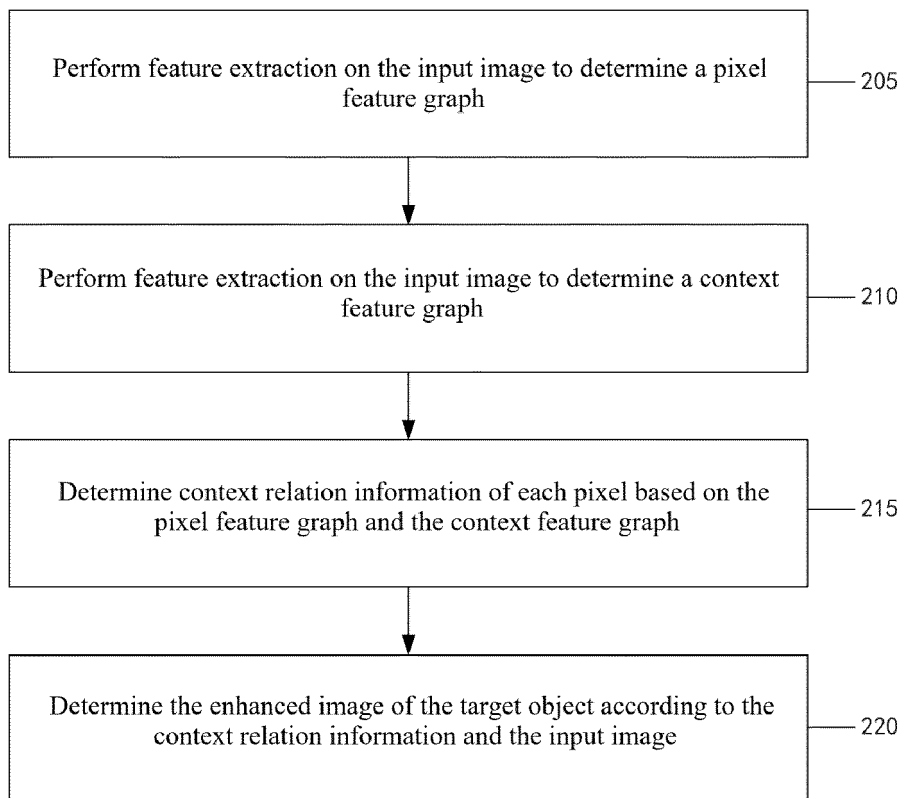 Perform feature extraction on the input image to determine a pixel
feature graph
205
Perform feature extraction on the input image to determine a context
feature graph
210
Determine context relation information of each pixel based on the
pixel feature graph and the context feature graph
215
Determine the enhanced image of the target object according to the
context relation information and the input image
220